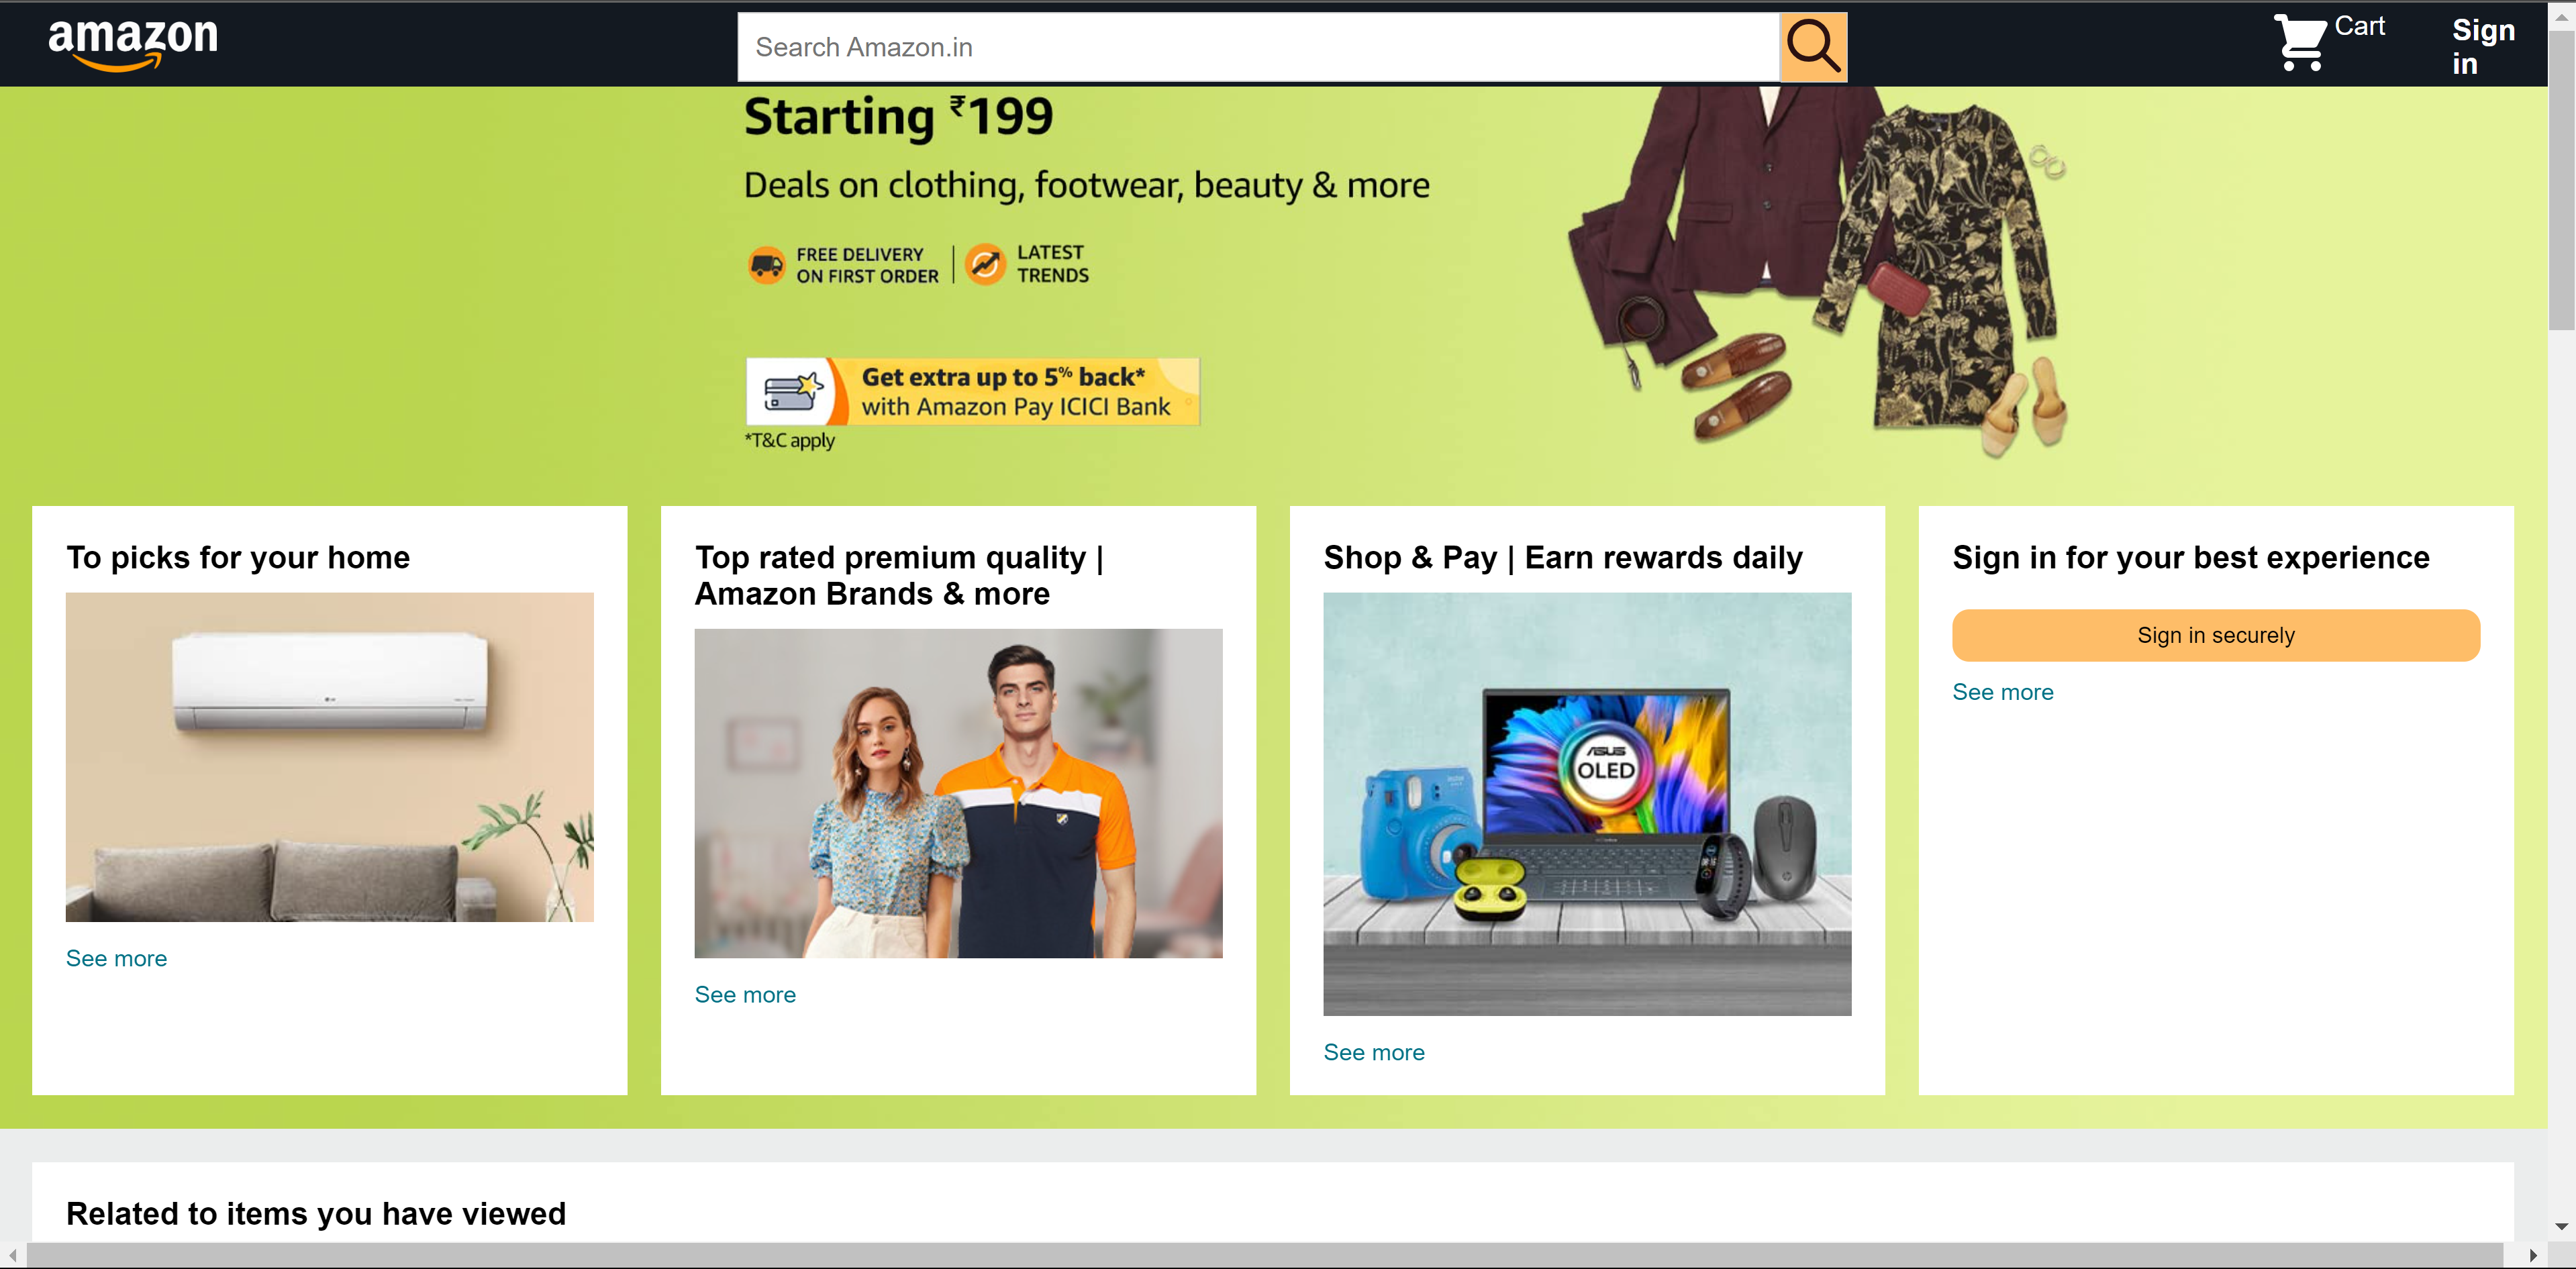 amazon
Search Amazon.in
Cart
Sign
in
Starting ₹199
Deals on clothing, footwear, beauty & more
FREE DELIVERY
ON FIRST ORDER
LATEST
TRENDS
Get extra up to 5% back*
with Amazon Pay ICICI Bank
*T&C apply
To picks for your home
See more
Top rated premium quality |
Amazon Brands & more
See more
Shop & Pay | Earn rewards daily
ASUS
OLED
See more
Sign in for your best experience
Sign in securely
See more
Related to items you have viewed